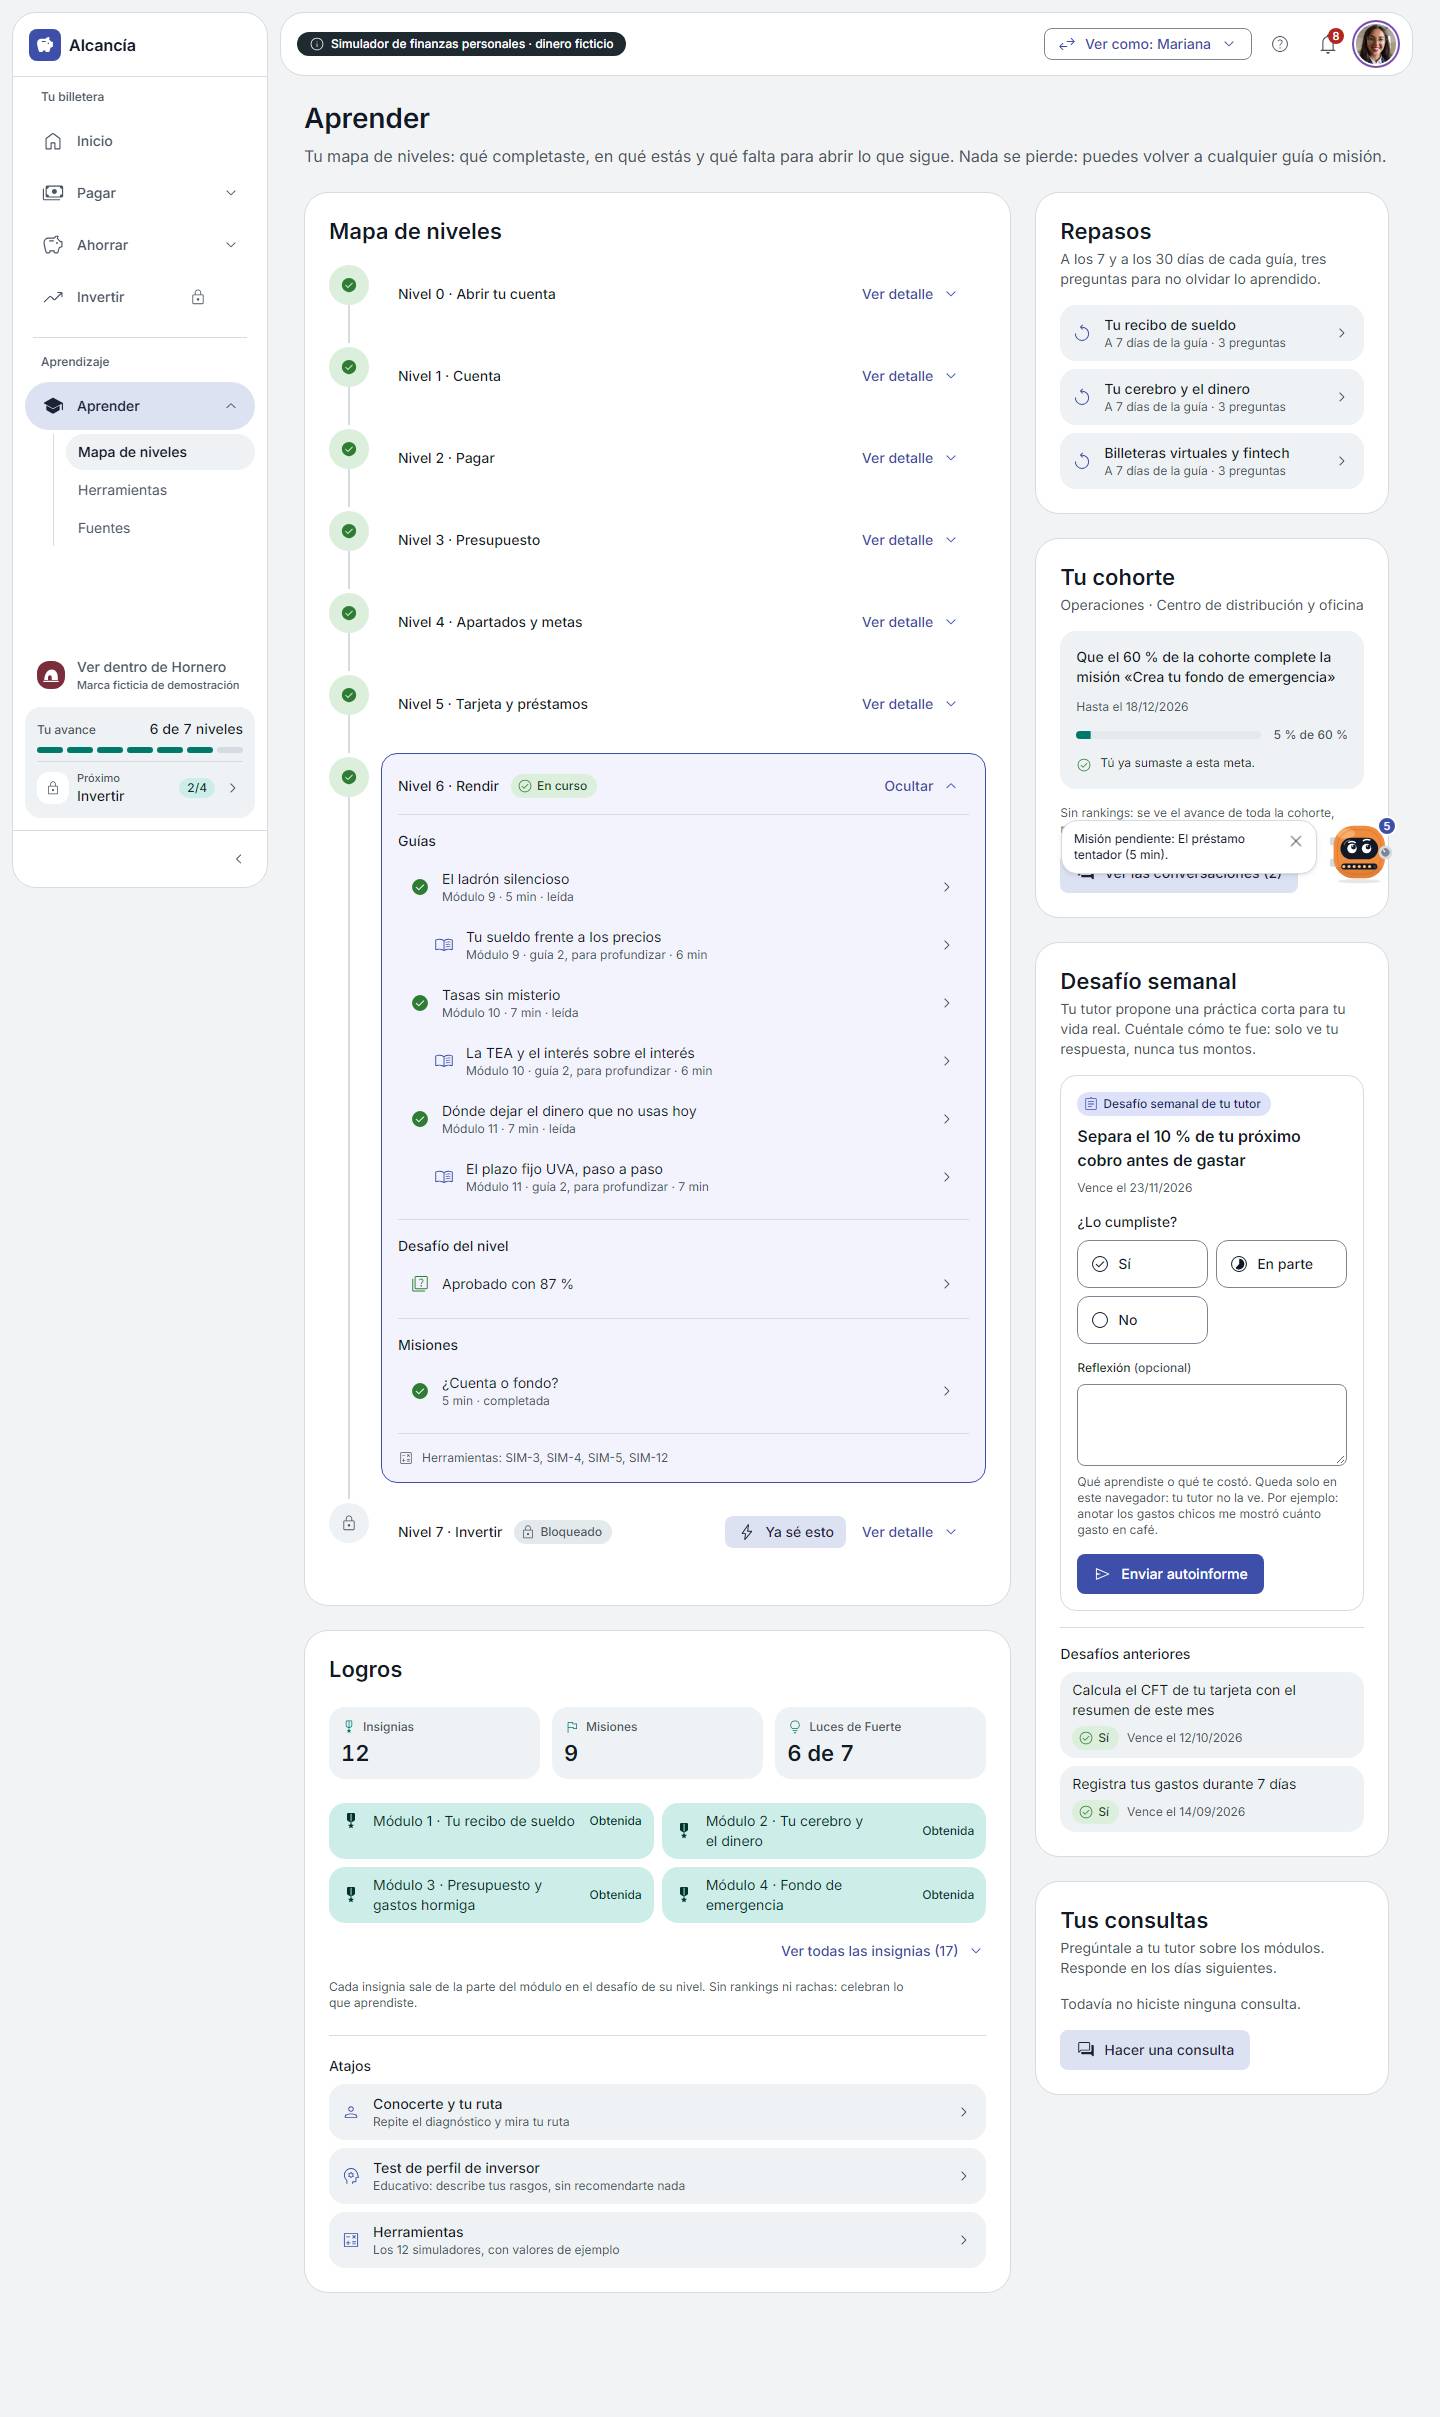 Alcancía
Tu billetera
Inicio
Pagar
Ahorrar
Invertir
Aprendizaje
Aprender
Mapa de niveles
Herramientas
Fuentes
Ver dentro de Hornero
Marca ficticia de demostración
Tu avance
6 de 7 niveles
Próximo
Invertir
2/4
Simulador de finanzas personales · dinero ficticio
Ver como: Mariana
8
Aprender
Tu mapa de niveles: qué completaste, en qué estás y qué falta para abrir lo que sigue. Nada se pierde: puedes volver a cualquier guía o misión.
Mapa de niveles
Nivel 0 · Abrir tu cuenta
Ver detalle
Nivel 1 · Cuenta
Ver detalle
Nivel 2 · Pagar
Ver detalle
Nivel 3 · Presupuesto
Ver detalle
Nivel 4 · Apartados y metas
Ver detalle
Nivel 5 · Tarjeta y préstamos
Ver detalle
Nivel 6 · Rendir
En curso
Ocultar
Guías
El ladrón silencioso
Módulo 9 · 5 min · leída
Tu sueldo frente a los precios
Módulo 9 · guía 2, para profundizar · 6 min
Tasas sin misterio
Módulo 10 · 7 min · leída
La TEA y el interés sobre el interés
Módulo 10 · guía 2, para profundizar · 6 min
Dónde dejar el dinero que no usas hoy
Módulo 11 · 7 min · leída
El plazo fijo UVA, paso a paso
Módulo 11 · guía 2, para profundizar · 7 min
Desafío del nivel
Aprobado con 87 %
Misiones
¿Cuenta o fondo?
5 min · completada
Herramientas: SIM-3, SIM-4, SIM-5, SIM-12
Nivel 7 · Invertir
Bloqueado
Ya sé esto
Ver detalle
Logros
Insignias
12
Misiones
9
Luces de Fuerte
6 de 7
Módulo 1 · Tu recibo de sueldo
Obtenida
Módulo 2 · Tu cerebro y
el dinero
Obtenida
Módulo 3 · Presupuesto y
gastos hormiga
Obtenida
Módulo 4 · Fondo de
emergencia
Obtenida
Ver todas las insignias (17)
Cada insignia sale de la parte del módulo en el desafío de su nivel. Sin rankings ni rachas: celebran lo
que aprendiste.
Atajos
Conocerte y tu ruta
Repite el diagnóstico y mira tu ruta
Test de perfil de inversor
Educativo: describe tus rasgos, sin recomendarte nada
Herramientas
Los 12 simuladores, con valores de ejemplo
Repasos
A los 7 y a los 30 días de cada guía, tres
preguntas para no olvidar lo aprendido.
Tu recibo de sueldo
A 7 días de la guía · 3 preguntas
Tu cerebro y el dinero
A 7 días de la guía · 3 preguntas
Billeteras virtuales y fintech
A 7 días de la guía · 3 preguntas
Tu cohorte
Operaciones · Centro de distribución y oficina
Que el 60 % de la cohorte complete la
misión «Crea tu fondo de emergencia»
Hasta el 18/12/2026
5 % de 60 %
Tú ya sumaste a esta meta.
Sin rankings: se ve el avance de toda la cohorte,
Misión pendiente: El préstamo
tentador (5 min).
5
Ver las conversaciones (2)
Desafío semanal
Tu tutor propone una práctica corta para tu
vida real. Cuéntale cómo te fue: solo ve tu
respuesta, nunca tus montos.
Desafío semanal de tu tutor
Separa el 10 % de tu próximo
cobro antes de gastar
Vence el 23/11/2026
¿Lo cumpliste?
Sí
En parte
No
Reflexión (opcional)
Qué aprendiste o qué te costó. Queda solo en
este navegador: tu tutor no la ve. Por ejemplo:
anotar los gastos chicos me mostró cuánto
gasto en café.
Enviar autoinforme
Desafíos anteriores
Calcula el CFT de tu tarjeta con el
resumen de este mes
Sí
Vence el 12/10/2026
Registra tus gastos durante 7 días
Sí
Vence el 14/09/2026
Tus consultas
Pregúntale a tu tutor sobre los módulos.
Responde en los días siguientes.
Todavía no hiciste ninguna consulta.
Hacer una consulta